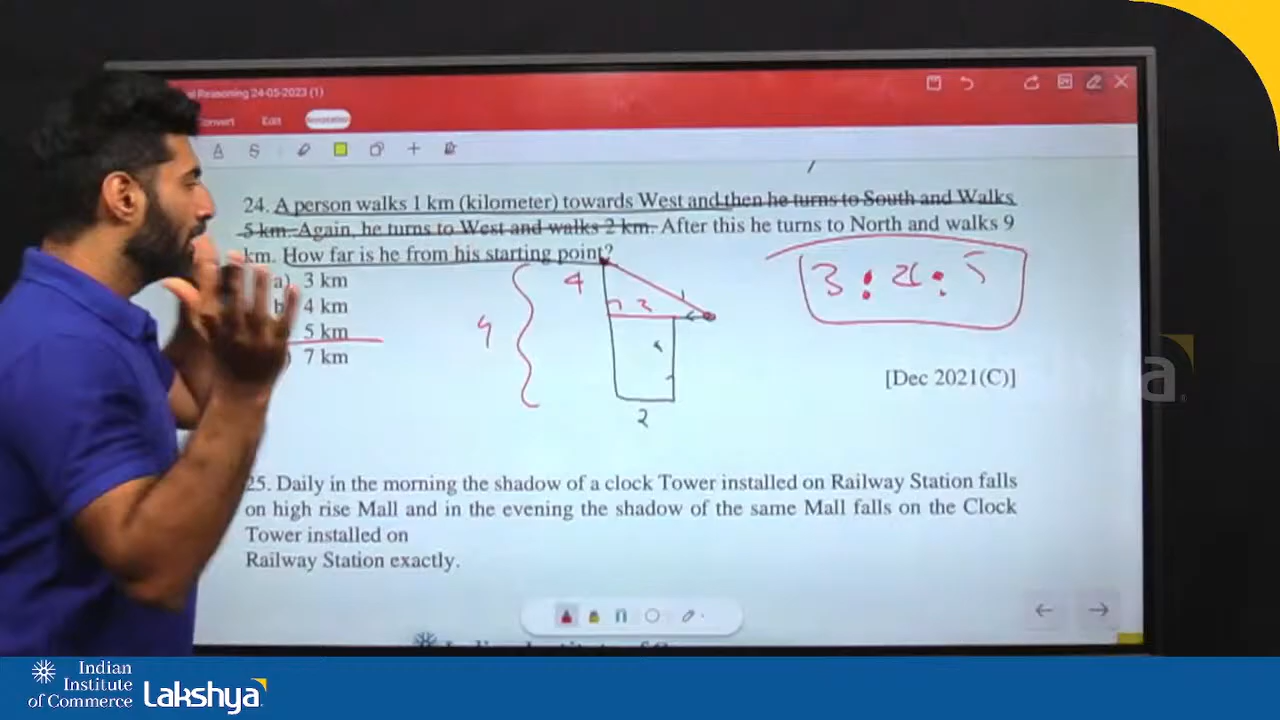 al Reasoning 24-05-2023 (1)
onvert Edit Annotation
24. A person walks 1 km (kilometer) towards West and then he turns to South and Walks
5 km. Again, he turns to West and walks 2 km. After this he turns to North and walks 9
km. How far is he from his starting point?
a) 3 km
b) 4 km
5 km
) 7 km
4
3
2
3 : 4 : 5
[Dec 2021(C)]
a
25. Daily in the morning the shadow of a clock Tower installed on Railway Station falls
on high rise Mall and in the evening the shadow of the same Mall falls on the Clock
Tower installed on
Railway Station exactly.
Indian
Institute
of Commerce Lakshya